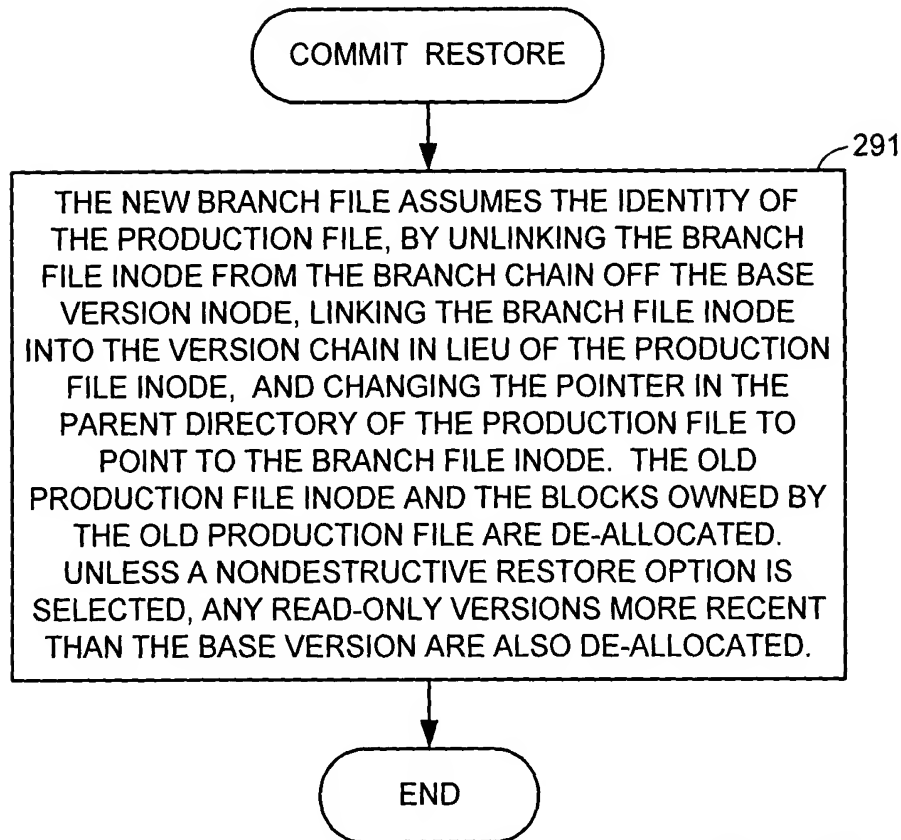 COMMIT RESTORE
291
THE NEW BRANCH FILE ASSUMES THE IDENTITY OF
THE PRODUCTION FILE, BY UNLINKING THE BRANCH
FILE INODE FROM THE BRANCH CHAIN OFF THE BASE
VERSION INODE, LINKING THE BRANCH FILE INODE
INTO THE VERSION CHAIN IN LIEU OF THE PRODUCTION
FILE INODE, AND CHANGING THE POINTER IN THE
PARENT DIRECTORY OF THE PRODUCTION FILE TO
POINT TO THE BRANCH FILE INODE. THE OLD
PRODUCTION FILE INODE AND THE BLOCKS OWNED BY
THE OLD PRODUCTION FILE ARE DE-ALLOCATED.
UNLESS A NONDESTRUCTIVE RESTORE OPTION IS
SELECTED, ANY READ-ONLY VERSIONS MORE RECENT
THAN THE BASE VERSION ARE ALSO DE-ALLOCATED.
END